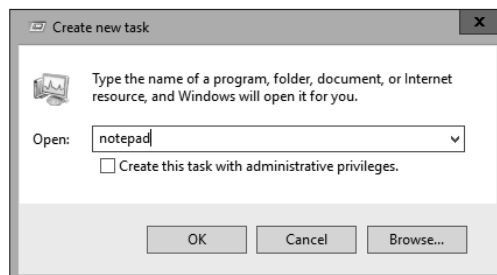 Create new task
X
Type the name of a program, folder, document, or Internet
resource, and Windows will open it for you.
Open:
notepad
Create this task with administrative privileges.
OK
Cancel
Browse...